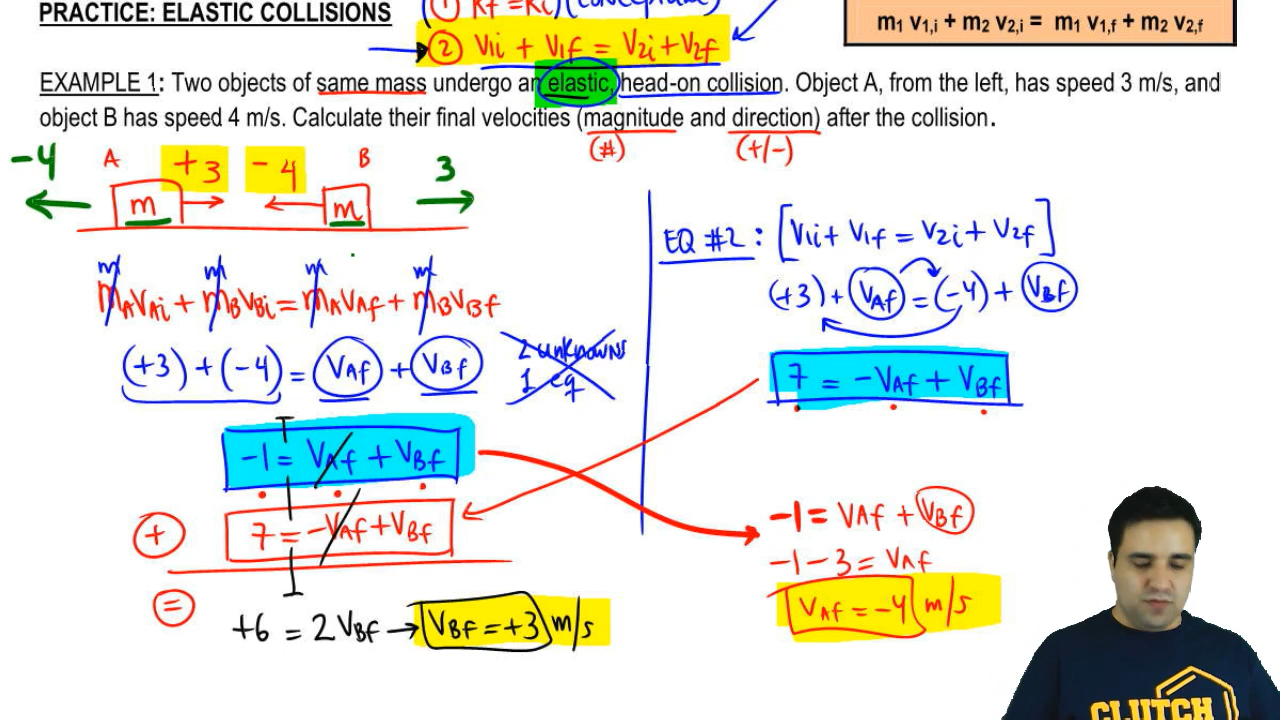 PRACTICE: ELASTIC COLLISIONS
① Kf = Ki
② V1i + V1f = V2i + V2f
m1 v1,i + m2 v2,i = m1 v1,f + m2 v2,f
EXAMPLE 1: Two objects of same mass undergo an elastic, head-on collision. Object A, from the left, has speed 3 m/s, and
object B has speed 4 m/s. Calculate their final velocities (magnitude and direction) after the collision.
(#) (+/-)
-4 A +3 -4 B 3
m m
EQ #2: [V1i + V1f = V2i + V2f]
(+3) + VAf = (-4) + VBf
7 = -VAf + VBf
m m m m
mAVAi + mBVBi = mAVAf + mBVBf
(+3) + (-4) = VAf + VBf
2 unknowns
1 eq
-1 = VAf + VBf
+ 7 = -VAf + VBf
=
+6 = 2VBf → VBf = +3 m/s
-1 = VAf + VBf
-1 - 3 = VAf
VAf = -4 m/s
CLUTCH